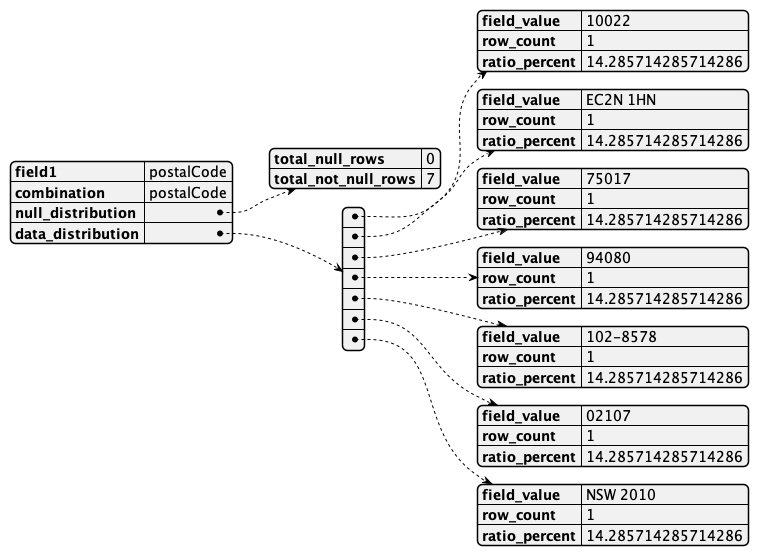 field1 postalCode
combination postalCode
null_distribution
data_distribution
total_null_rows 0
total_not_null_rows 7
field_value 10022
row_count 1
ratio_percent 14.285714285714286
field_value EC2N 1HN
row_count 1
ratio_percent 14.285714285714286
field_value 75017
row_count 1
ratio_percent 14.285714285714286
field_value 94080
row_count 1
ratio_percent 14.285714285714286
field_value 102-8578
row_count 1
ratio_percent 14.285714285714286
field_value 02107
row_count 1
ratio_percent 14.285714285714286
field_value NSW 2010
row_count 1
ratio_percent 14.285714285714286